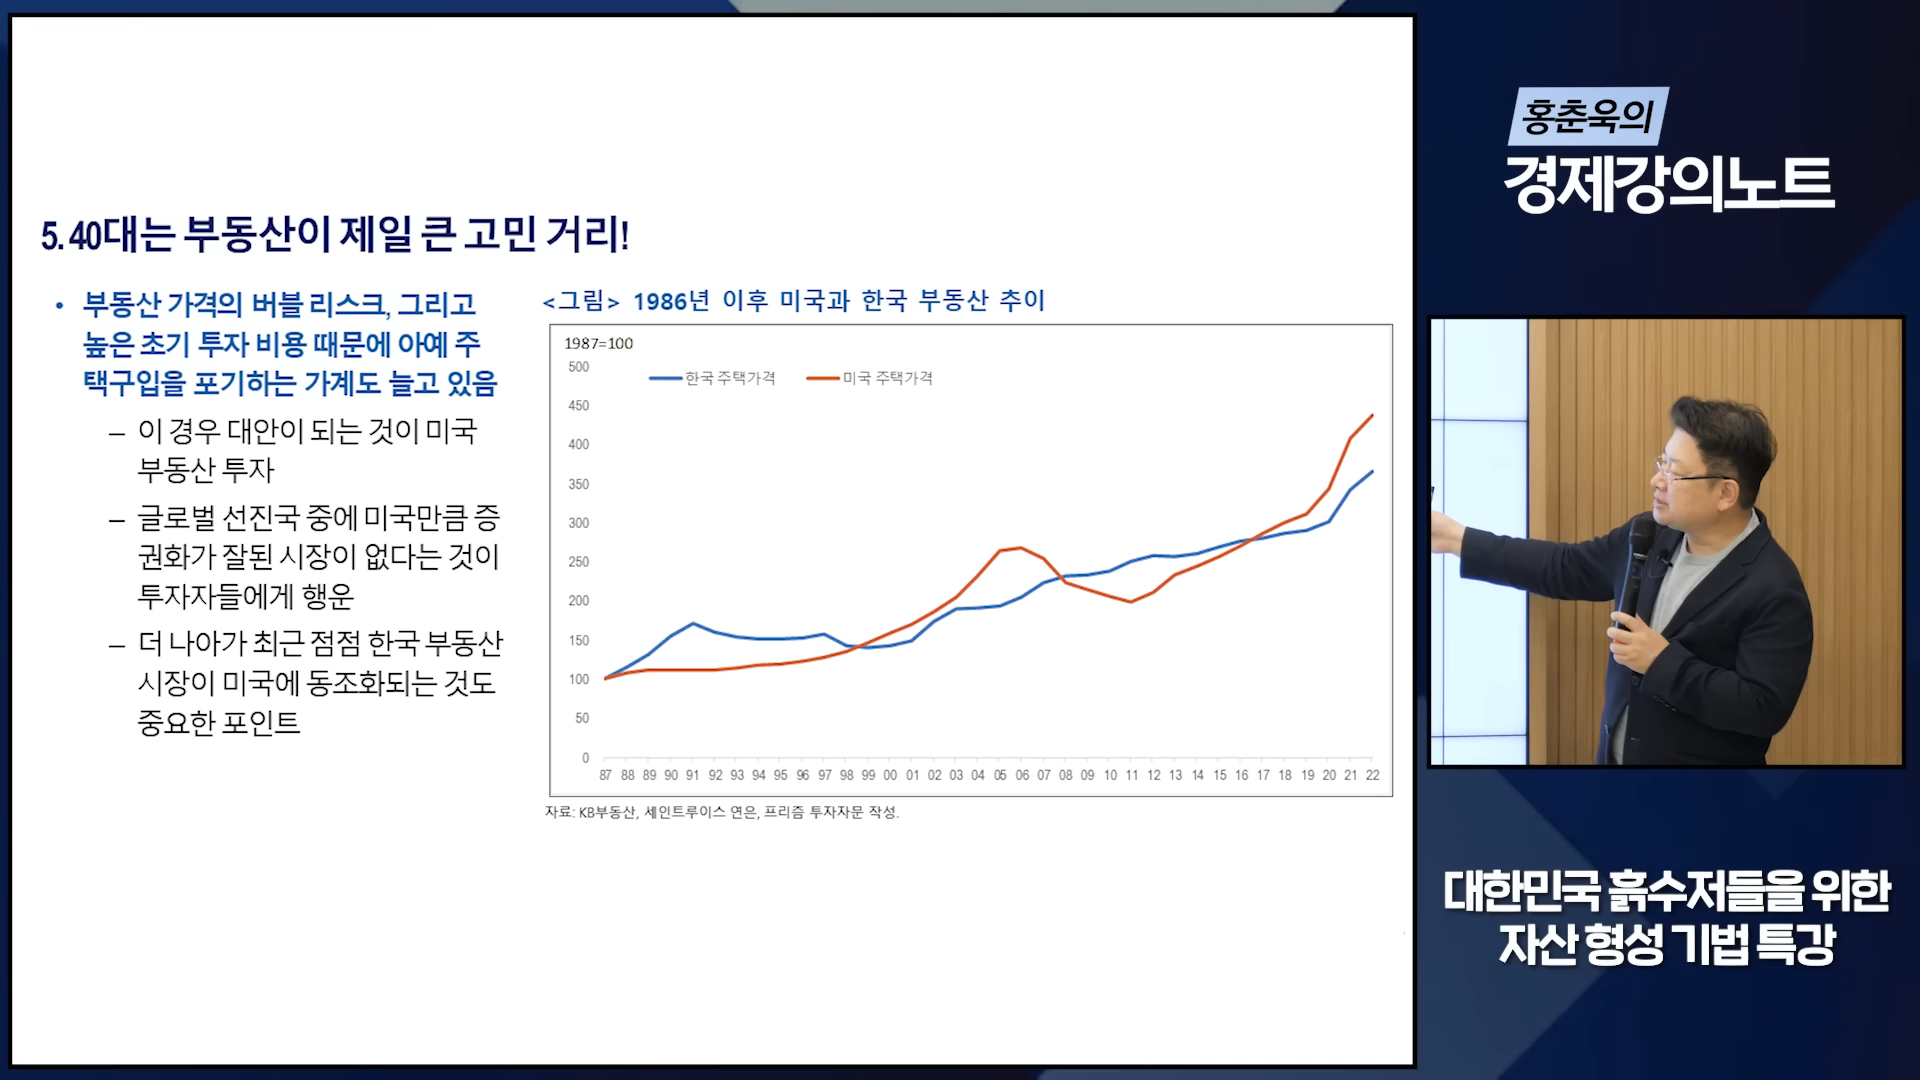 5. 40대는 부동산이 제일 큰 고민 거리!
• 부동산 가격의 버블 리스크, 그리고
높은 초기 투자 비용 때문에 아예 주
택구입을 포기하는 가계도 늘고 있음
– 이 경우 대안이 되는 것이 미국
부동산 투자
– 글로벌 선진국 중에 미국만큼 증
권화가 잘된 시장이 없다는 것이
투자자들에게 행운
– 더 나아가 최근 점점 한국 부동산
시장이 미국에 동조화되는 것도
중요한 포인트
<그림> 1986년 이후 미국과 한국 부동산 추이
1987=100
한국 주택가격 미국 주택가격
500
450
400
350
300
250
200
150
100
50
0
87 88 89 90 91 92 93 94 95 96 97 98 99 00 01 02 03 04 05 06 07 08 09 10 11 12 13 14 15 16 17 18 19 20 21 22
자료: KB부동산, 세인트루이스 연은, 프리즘 투자자문 작성.
홍춘욱의
경제강의노트
대한민국 흙수저들을 위한
자산 형성 기법 특강